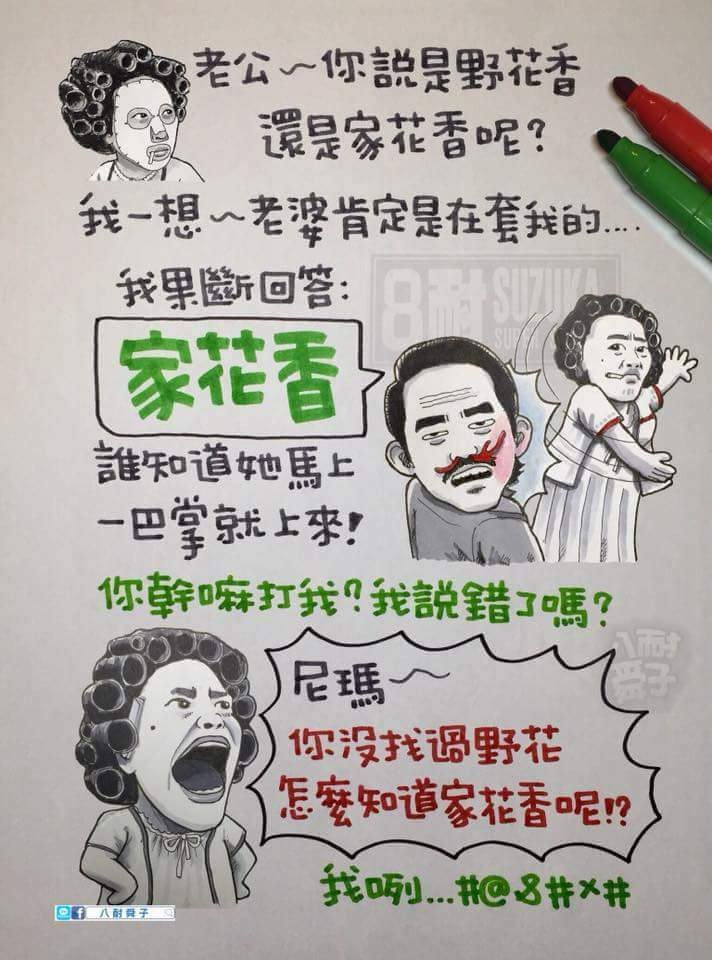 老公～你說是野花香
還是家花香呢?
我一想～老婆肯定是在套我的....
我果斷回答:
8耐 SUZUKA
SUPER
家花香
誰知道她馬上
一巴掌就上來!
你幹嘛打我?我說錯了嗎?
八耐
舜子
尼瑪～
你沒找過野花
怎麼知道家花香呢!?
我咧...#@&#×#
八耐舜子